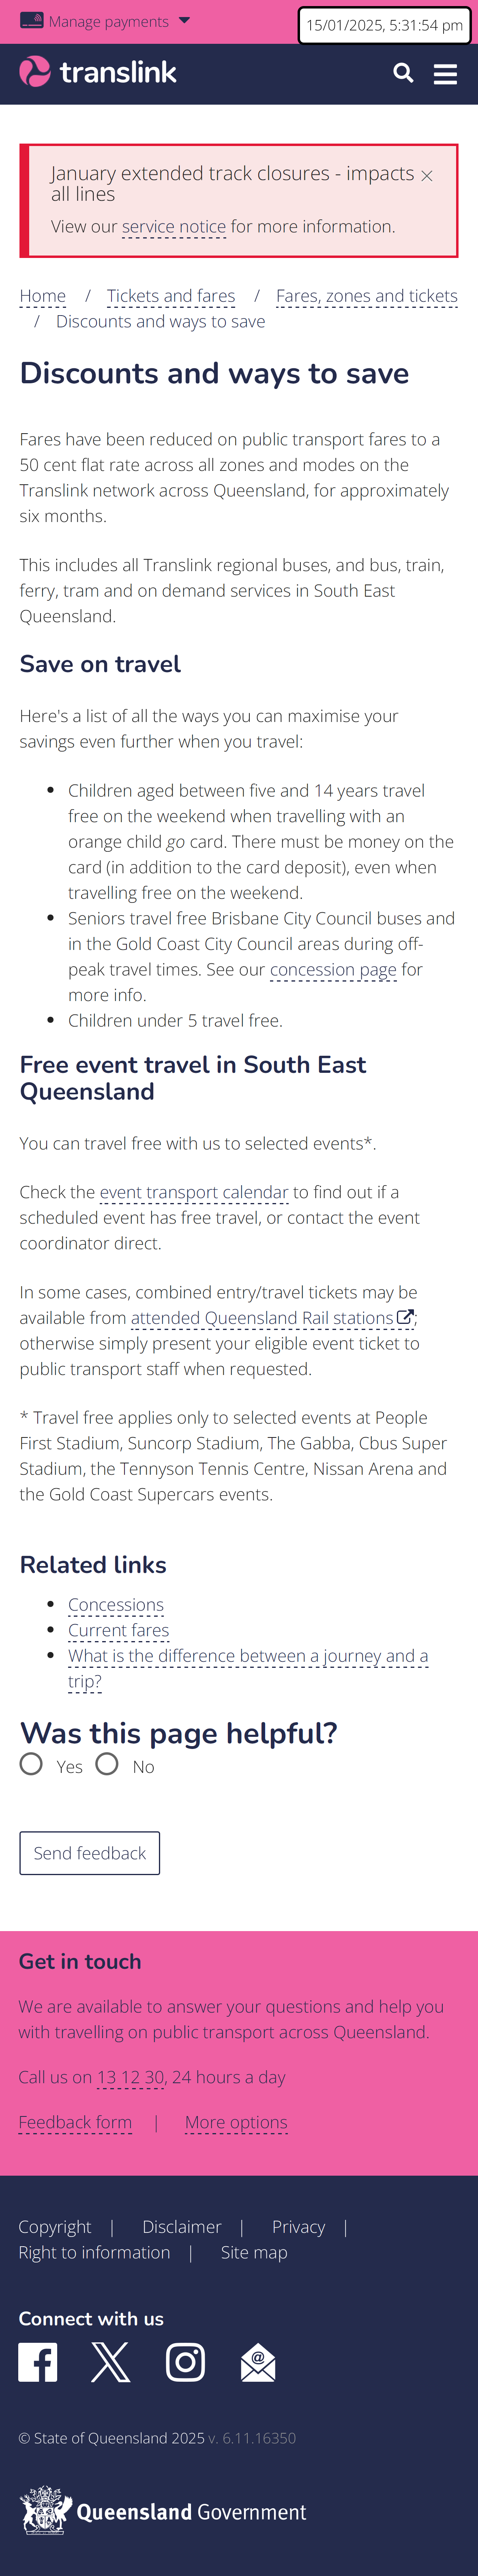 Manage payments
15/01/2025, 5:31:54 pm
translink
January extended track closures - impacts
all lines
View our service notice for more information.
Home / Tickets and fares / Fares, zones and tickets
/ Discounts and ways to save
Discounts and ways to save
Fares have been reduced on public transport fares to a
50 cent flat rate across all zones and modes on the
Translink network across Queensland, for approximately
six months.
This includes all Translink regional buses, and bus, train,
ferry, tram and on demand services in South East
Queensland.
Save on travel
Here's a list of all the ways you can maximise your
savings even further when you travel:
• Children aged between five and 14 years travel
free on the weekend when travelling with an
orange child go card. There must be money on the
card (in addition to the card deposit), even when
travelling free on the weekend.
• Seniors travel free Brisbane City Council buses and
in the Gold Coast City Council areas during off-
peak travel times. See our concession page for
more info.
• Children under 5 travel free.
Free event travel in South East
Queensland
You can travel free with us to selected events*.
Check the event transport calendar to find out if a
scheduled event has free travel, or contact the event
coordinator direct.
In some cases, combined entry/travel tickets may be
available from attended Queensland Rail stations;
otherwise simply present your eligible event ticket to
public transport staff when requested.
* Travel free applies only to selected events at People
First Stadium, Suncorp Stadium, The Gabba, Cbus Super
Stadium, the Tennyson Tennis Centre, Nissan Arena and
the Gold Coast Supercars events.
Related links
• Concessions
• Current fares
• What is the difference between a journey and a
trip?
Was this page helpful?
Yes No
Send feedback
Get in touch
We are available to answer your questions and help you
with travelling on public transport across Queensland.
Call us on 13 12 30, 24 hours a day
Feedback form | More options
Copyright | Disclaimer | Privacy |
Right to information | Site map
Connect with us
© State of Queensland 2025 v. 6.11.16350
Queensland Government